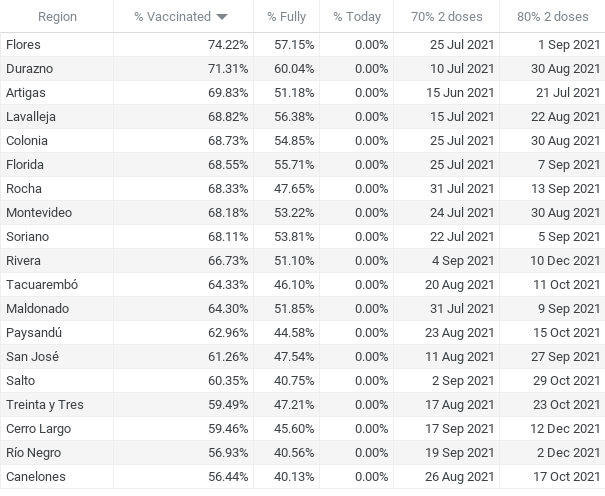 Region % Vaccinated % Fully % Today 70% 2 doses 80% 2 doses
Flores 74.22% 57.15% 0.00% 25 Jul 2021 1 Sep 2021
Durazno 71.31% 60.04% 0.00% 10 Jul 2021 30 Aug 2021
Artigas 69.83% 51.18% 0.00% 15 Jun 2021 21 Jul 2021
Lavalleja 68.82% 56.38% 0.00% 15 Jul 2021 22 Aug 2021
Colonia 68.73% 54.85% 0.00% 25 Jul 2021 30 Aug 2021
Florida 68.55% 55.71% 0.00% 25 Jul 2021 7 Sep 2021
Rocha 68.33% 47.65% 0.00% 31 Jul 2021 13 Sep 2021
Montevideo 68.18% 53.22% 0.00% 24 Jul 2021 30 Aug 2021
Soriano 68.11% 53.81% 0.00% 22 Jul 2021 5 Sep 2021
Rivera 66.73% 51.10% 0.00% 4 Sep 2021 10 Dec 2021
Tacuarembó 64.33% 46.10% 0.00% 20 Aug 2021 11 Oct 2021
Maldonado 64.30% 51.85% 0.00% 31 Jul 2021 9 Sep 2021
Paysandú 62.96% 44.58% 0.00% 23 Aug 2021 15 Oct 2021
San José 61.26% 47.54% 0.00% 11 Aug 2021 27 Sep 2021
Salto 60.35% 40.75% 0.00% 2 Sep 2021 29 Oct 2021
Treinta y Tres 59.49% 47.21% 0.00% 17 Aug 2021 23 Oct 2021
Cerro Largo 59.46% 45.60% 0.00% 17 Sep 2021 12 Dec 2021
Río Negro 56.93% 40.56% 0.00% 19 Sep 2021 2 Dec 2021
Canelones 56.44% 40.13% 0.00% 26 Aug 2021 17 Oct 2021